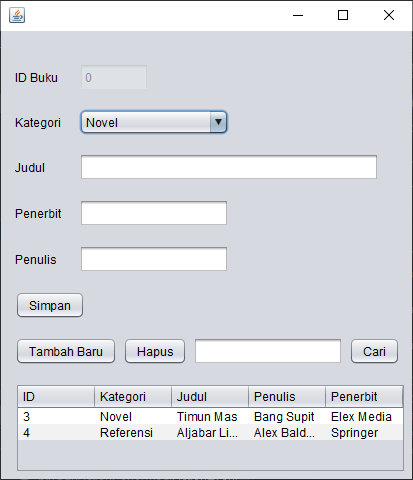 ID Buku 0
Kategori Novel
Judul
Penerbit
Penulis
Simpan
Tambah Baru Hapus Cari
ID Kategori Judul Penulis Penerbit
3 Novel Timun Mas Bang Supit Elex Media
4 Referensi Aljabar Li... Alex Bald... Springer